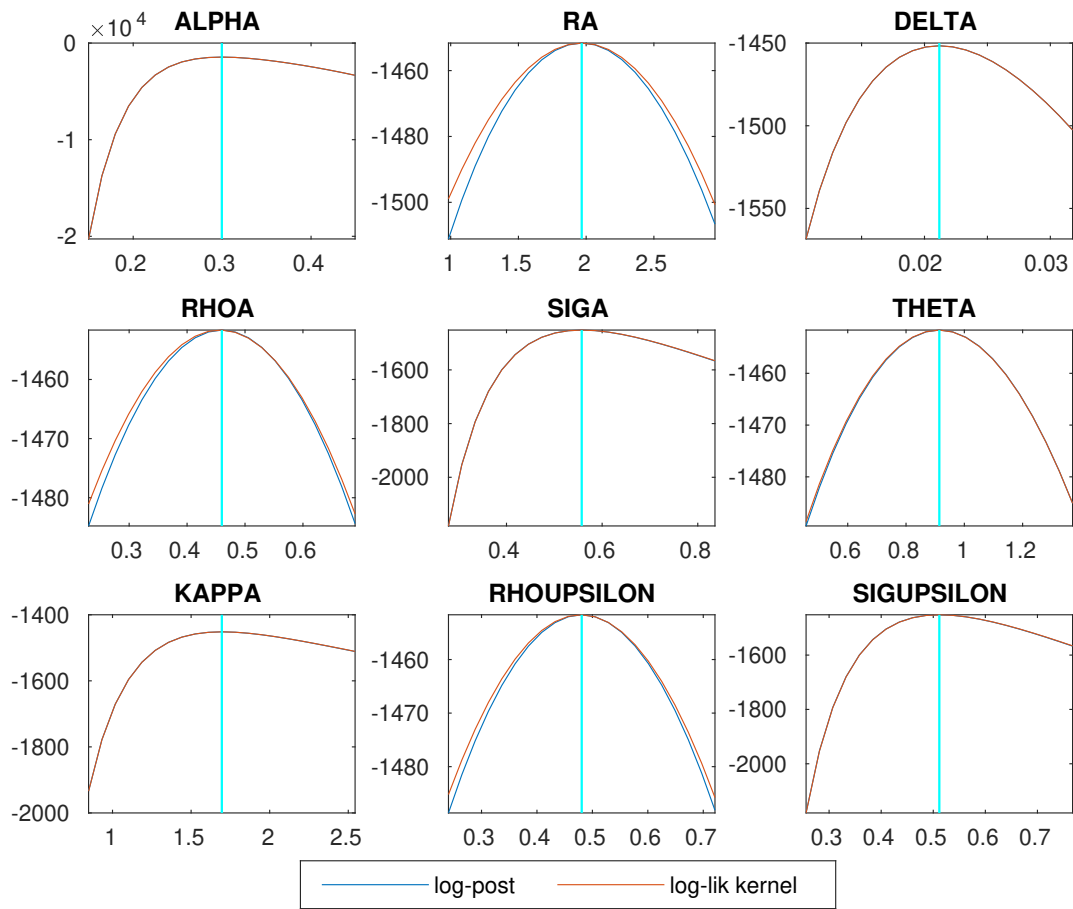 ALPHA
×10^4
0
-1
-2
0.2 0.3 0.4
RA
-1460
-1480
-1500
1 1.5 2 2.5
DELTA
-1450
-1500
-1550
0.02 0.03
RHOA
-1460
-1470
-1480
0.3 0.4 0.5 0.6
SIGA
-1600
-1800
-2000
0.4 0.6 0.8
THETA
-1460
-1470
-1480
0.6 0.8 1 1.2
KAPPA
-1400
-1600
-1800
-2000
1 1.5 2 2.5
RHOUPSILON
-1460
-1470
-1480
0.3 0.4 0.5 0.6 0.7
SIGUPSILON
-1600
-1800
-2000
0.3 0.4 0.5 0.6 0.7
log-post log-lik kernel